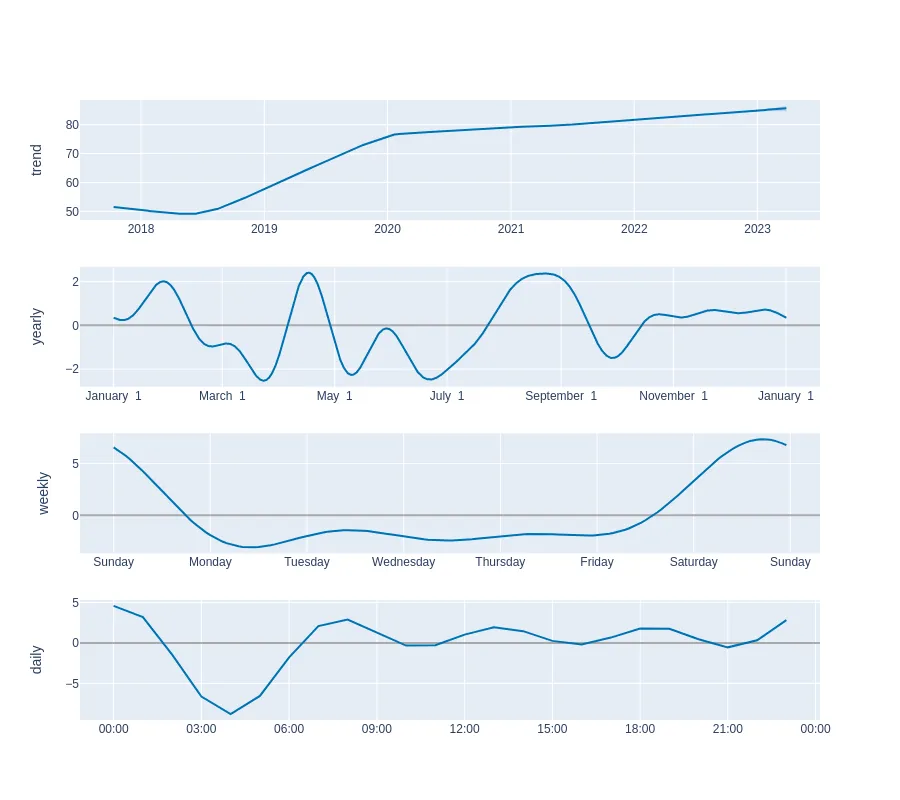 trend
80
70
60
50
2018 2019 2020 2021 2022 2023
yearly
2
0
−2
January 1 March 1 May 1 July 1 September 1 November 1 January 1
weekly
5
0
Sunday Monday Tuesday Wednesday Thursday Friday Saturday Sunday
daily
5
0
−5
00:00 03:00 06:00 09:00 12:00 15:00 18:00 21:00 00:00